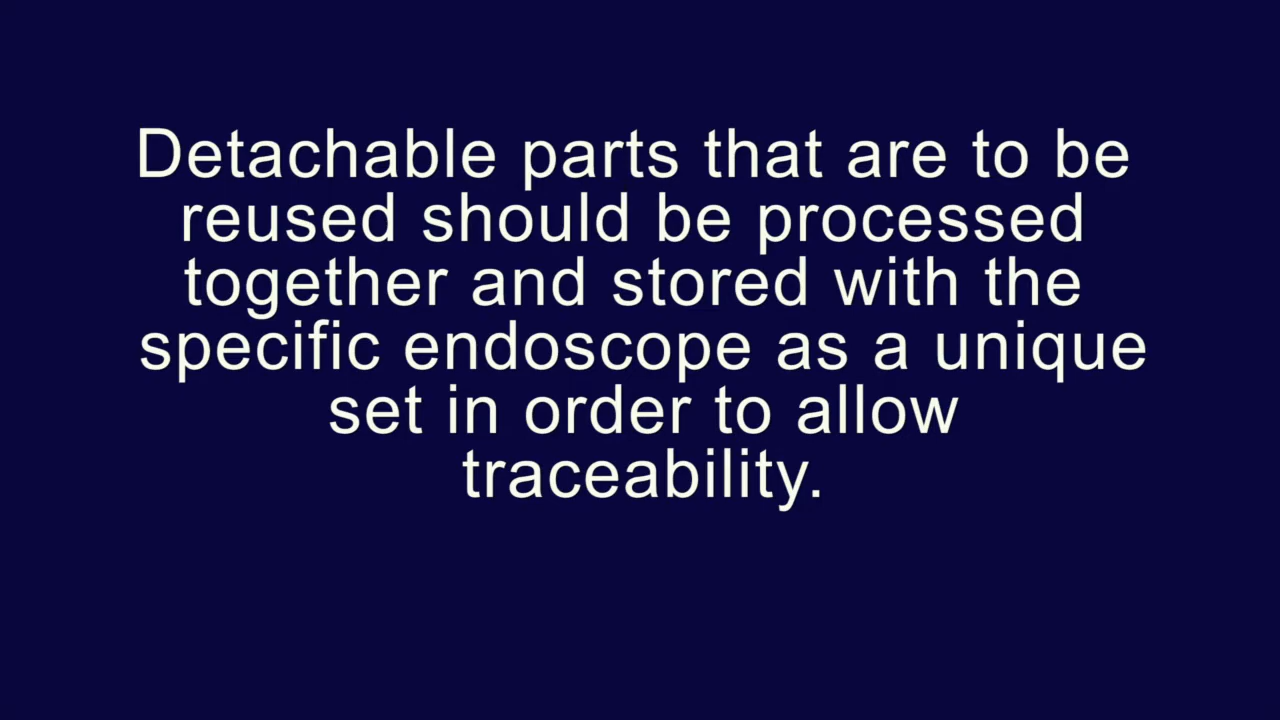 Detachable parts that are to be
reused should be processed
together and stored with the
specific endoscope as a unique
set in order to allow
traceability.